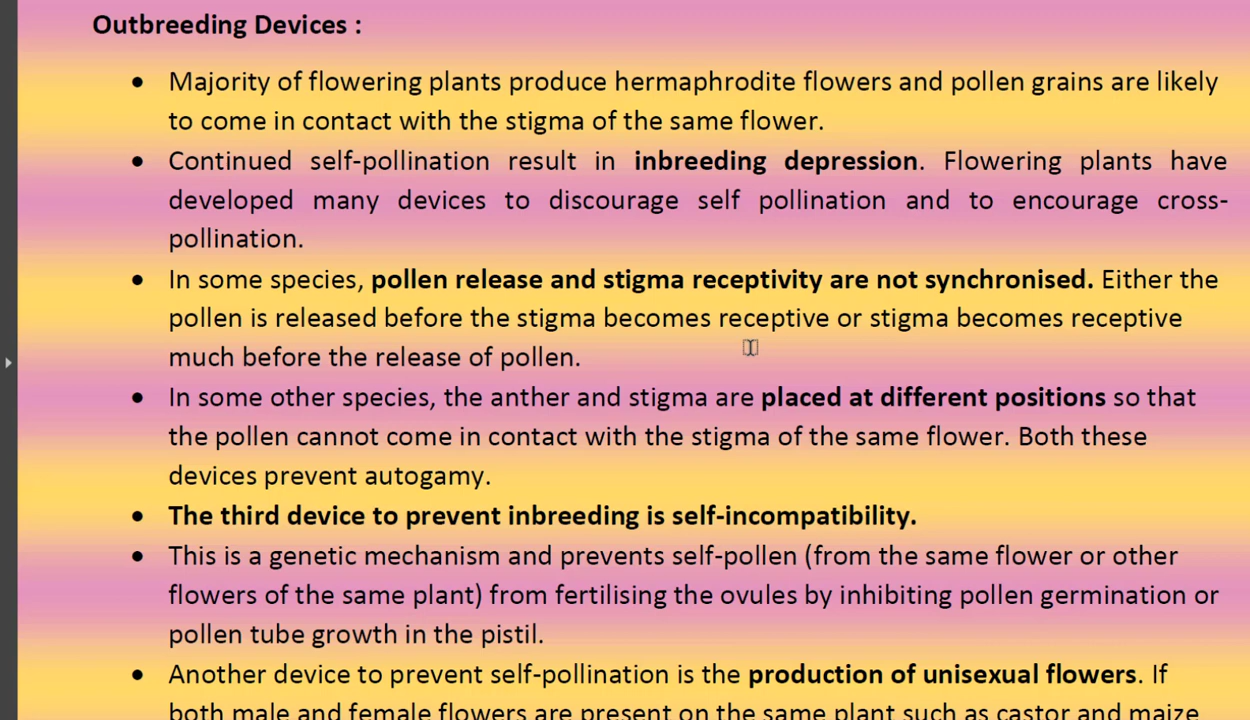 Outbreeding Devices :
• Majority of flowering plants produce hermaphrodite flowers and pollen grains are likely
to come in contact with the stigma of the same flower.
• Continued self-pollination result in inbreeding depression. Flowering plants have
developed many devices to discourage self pollination and to encourage cross-
pollination.
• In some species, pollen release and stigma receptivity are not synchronised. Either the
pollen is released before the stigma becomes receptive or stigma becomes receptive
much before the release of pollen.
• In some other species, the anther and stigma are placed at different positions so that
the pollen cannot come in contact with the stigma of the same flower. Both these
devices prevent autogamy.
• The third device to prevent inbreeding is self-incompatibility.
• This is a genetic mechanism and prevents self-pollen (from the same flower or other
flowers of the same plant) from fertilising the ovules by inhibiting pollen germination or
pollen tube growth in the pistil.
• Another device to prevent self-pollination is the production of unisexual flowers. If
both male and female flowers are present on the same plant such as castor and maize